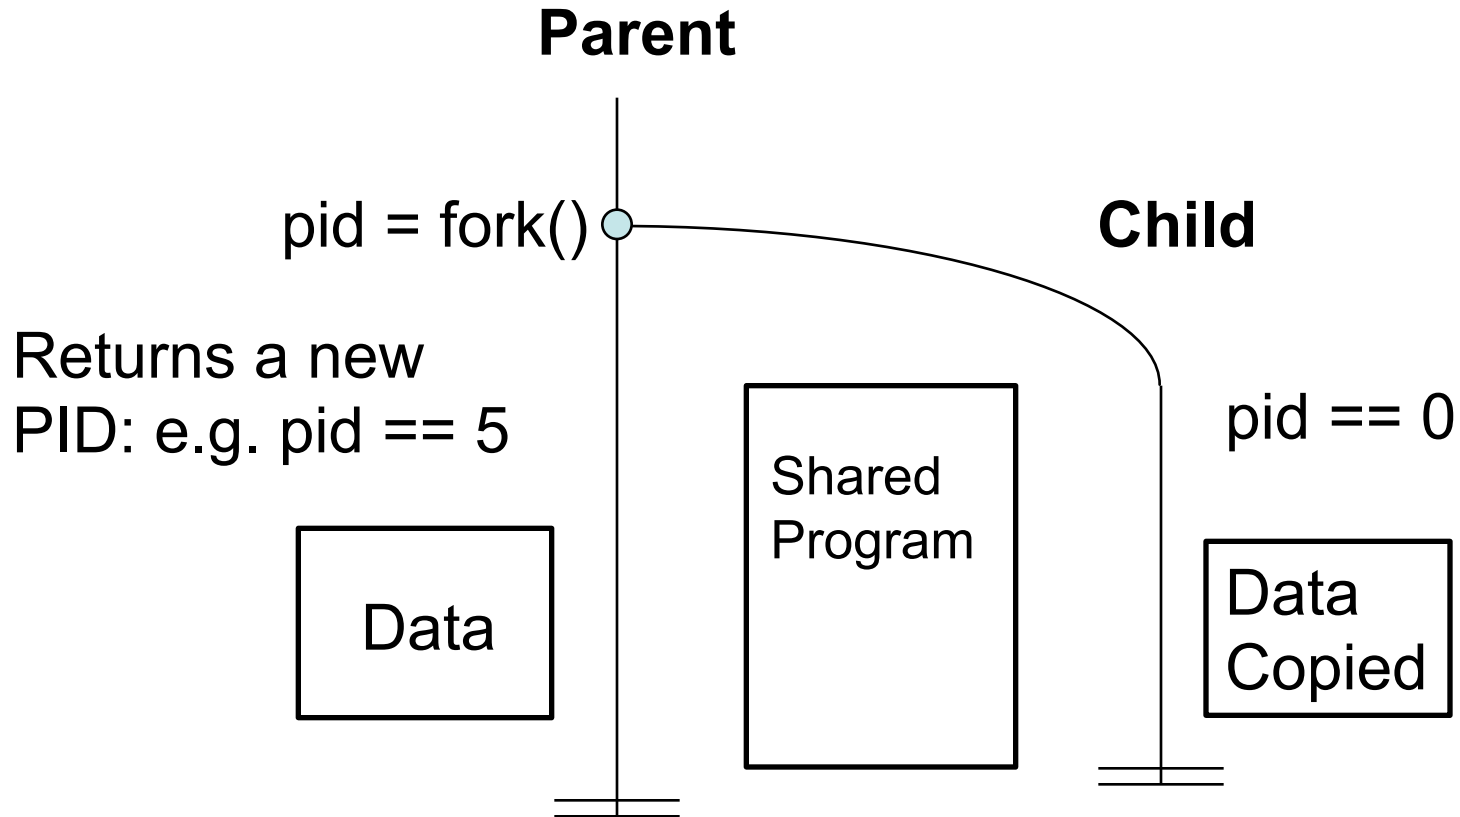 Parent
pid = fork()
Child
Returns a new
PID: e.g. pid == 5
pid == 0
Shared
Program
Data
Data
Copied